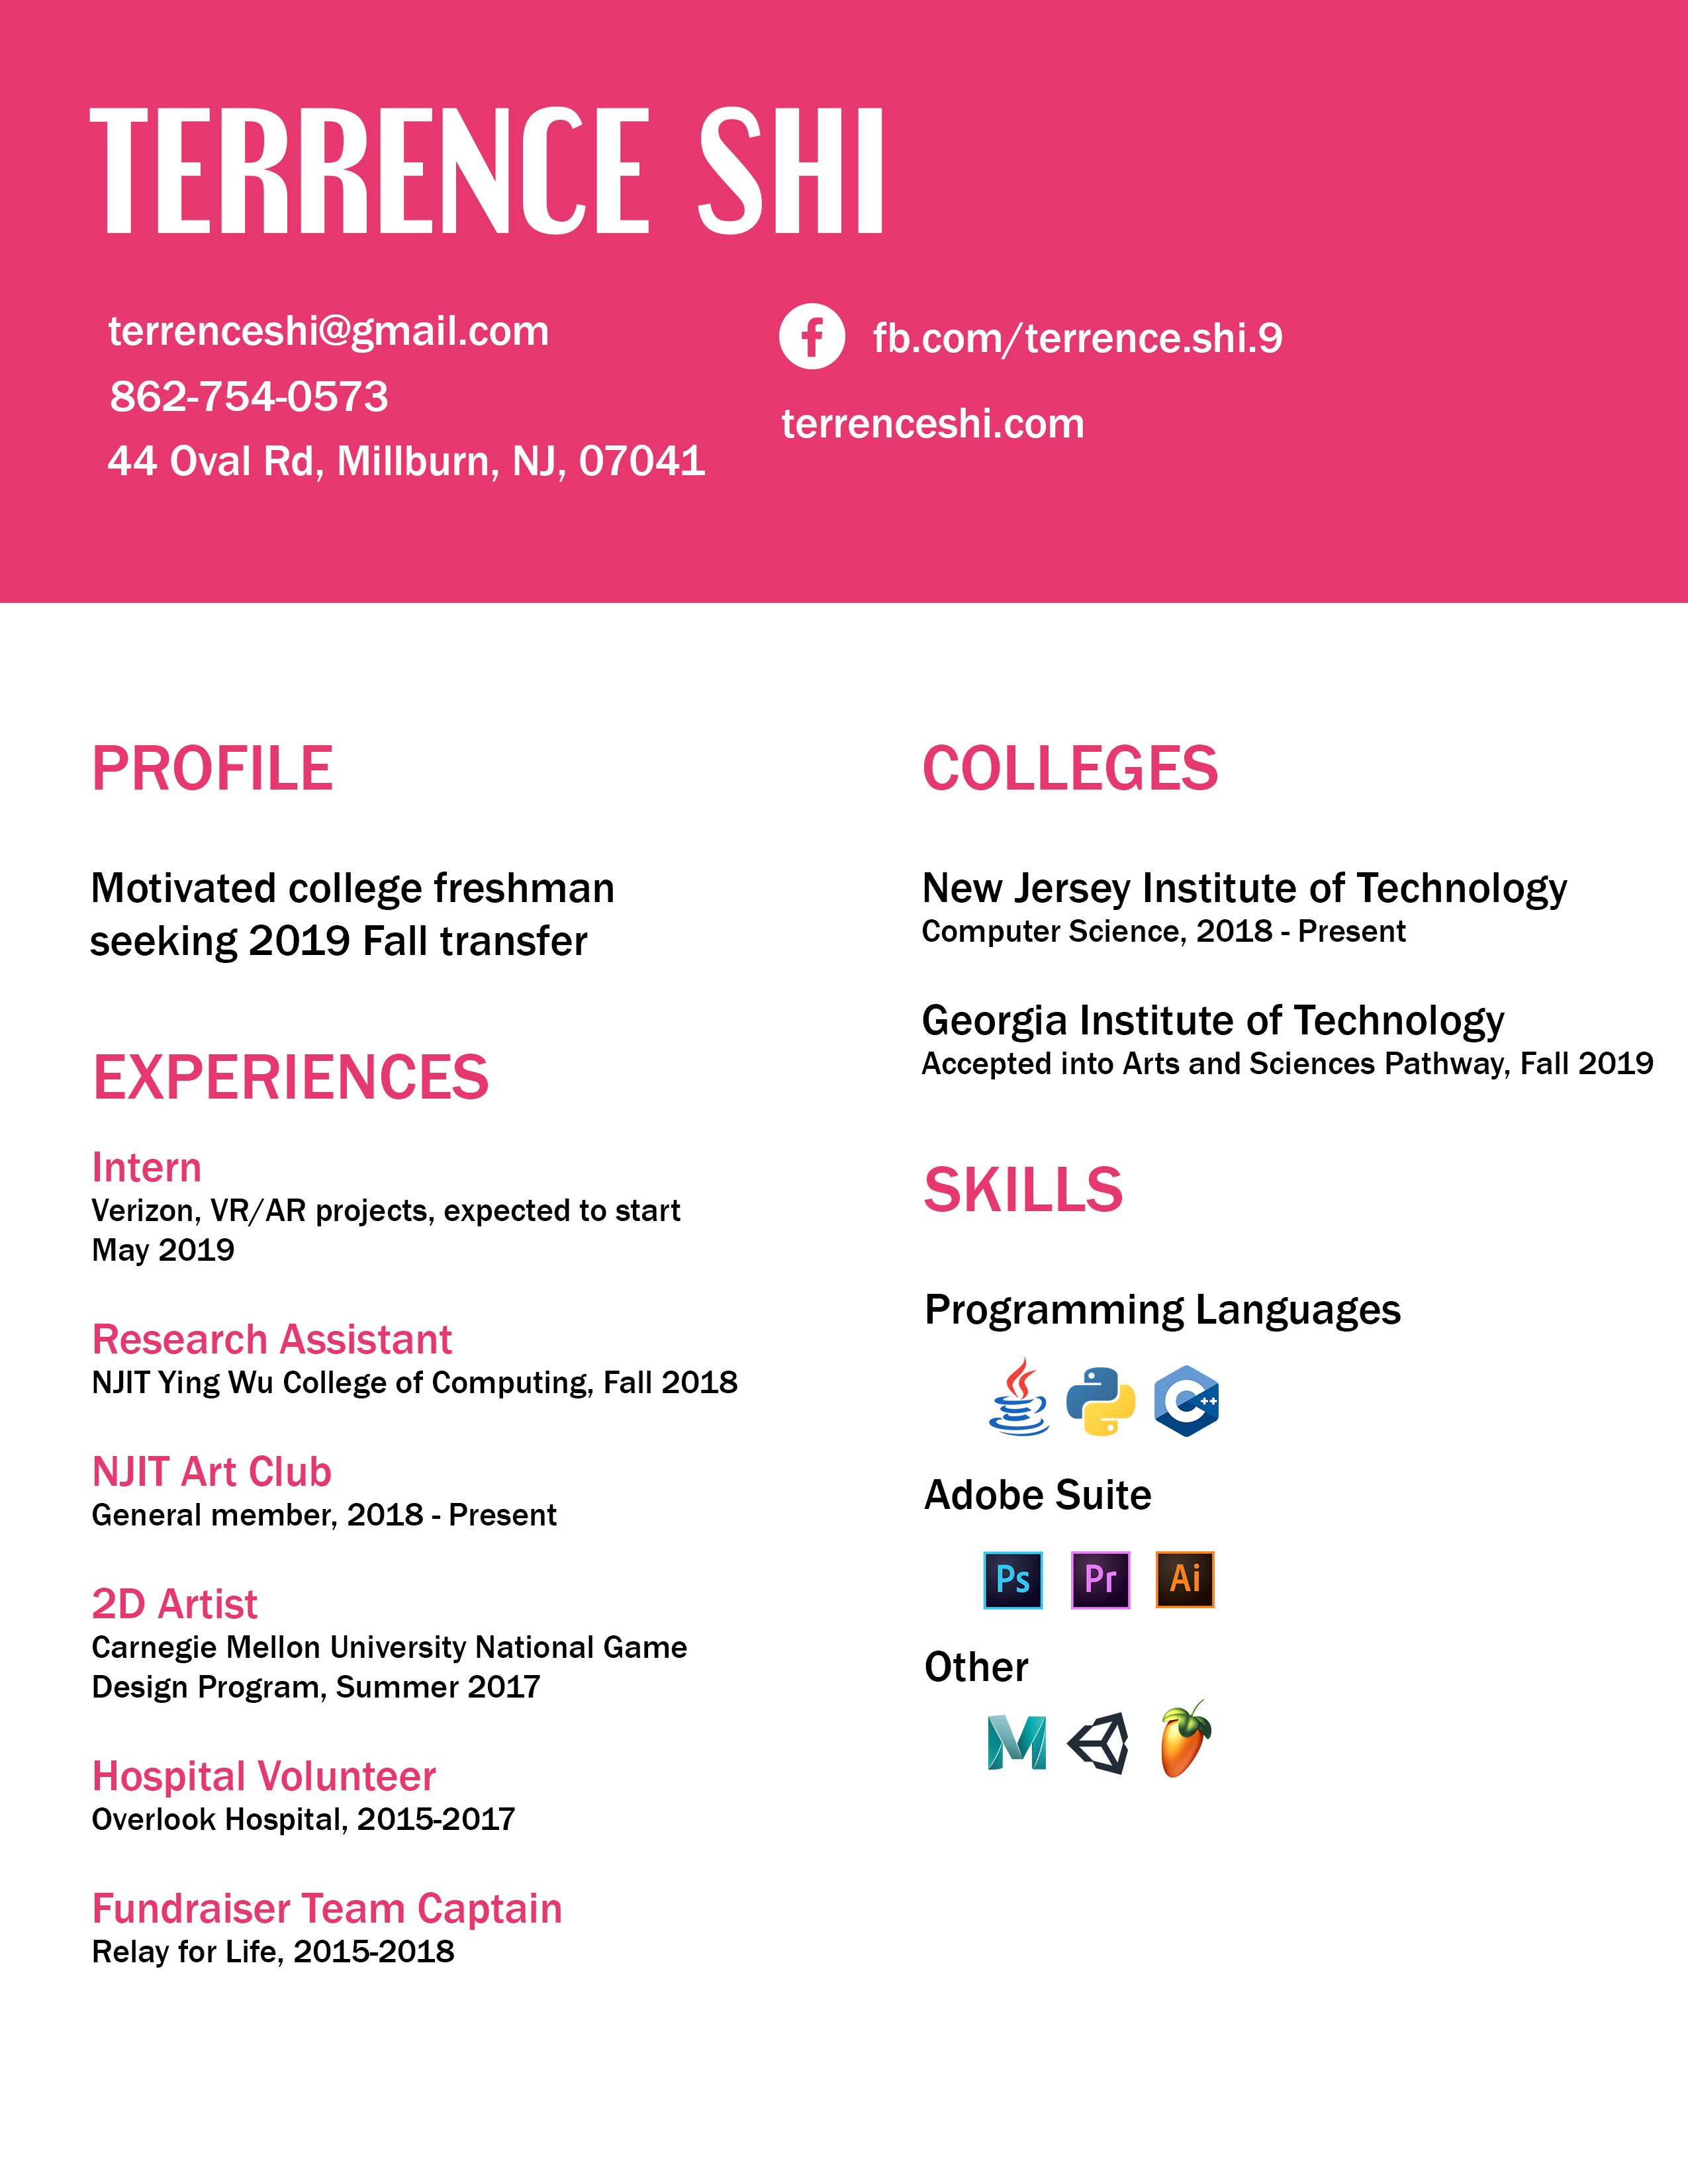 TERRENCE SHI
terrenceshi@gmail.com
862-754-0573
44 Oval Rd, Millburn, NJ, 07041
fb.com/terrence.shi.9
terrenceshi.com
PROFILE
Motivated college freshman
seeking 2019 Fall transfer
EXPERIENCES
Intern
Verizon, VR/AR projects, expected to start
May 2019
Research Assistant
NJIT Ying Wu College of Computing, Fall 2018
NJIT Art Club
General member, 2018 - Present
2D Artist
Carnegie Mellon University National Game
Design Program, Summer 2017
Hospital Volunteer
Overlook Hospital, 2015-2017
Fundraiser Team Captain
Relay for Life, 2015-2018
COLLEGES
New Jersey Institute of Technology
Computer Science, 2018 - Present
Georgia Institute of Technology
Accepted into Arts and Sciences Pathway, Fall 2019
SKILLS
Programming Languages
C++
Adobe Suite
Ps Pr Ai
Other
M